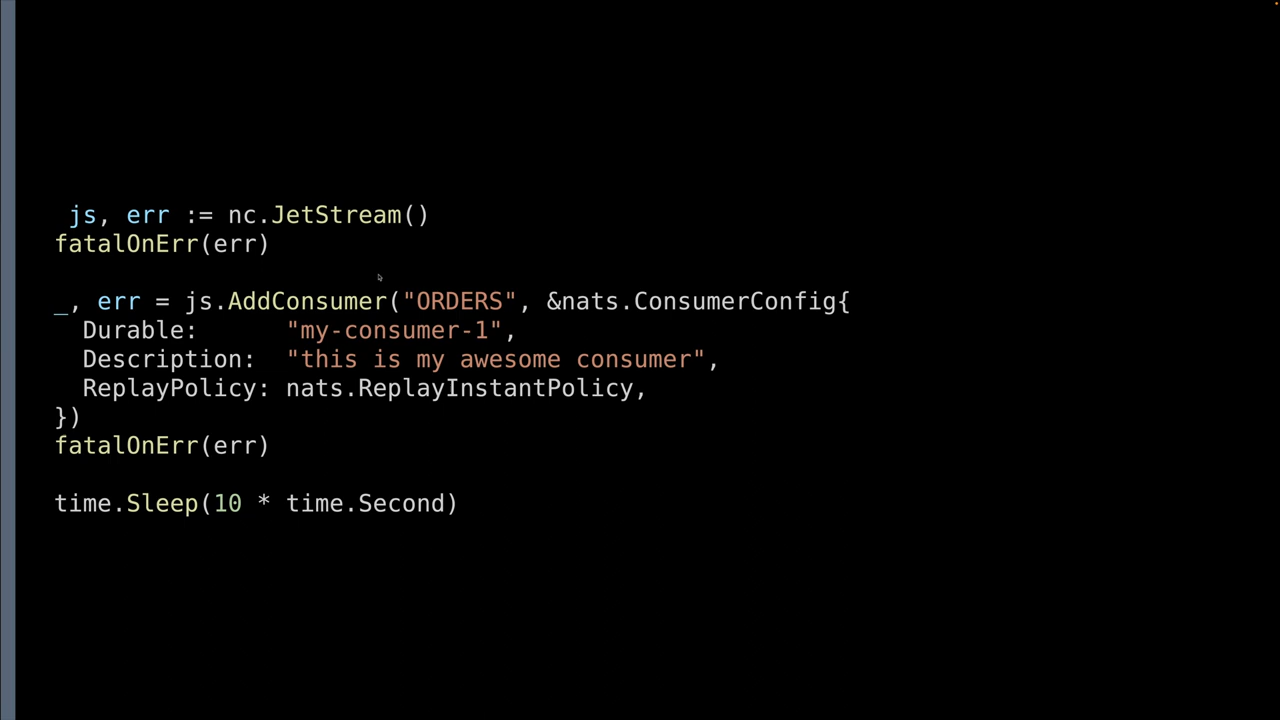 js, err := nc.JetStream()
fatalOnErr(err)
_, err = js.AddConsumer("ORDERS", &nats.ConsumerConfig{
  Durable:      "my-consumer-1",
  Description:  "this is my awesome consumer",
  ReplayPolicy: nats.ReplayInstantPolicy,
})
fatalOnErr(err)
time.Sleep(10 * time.Second)